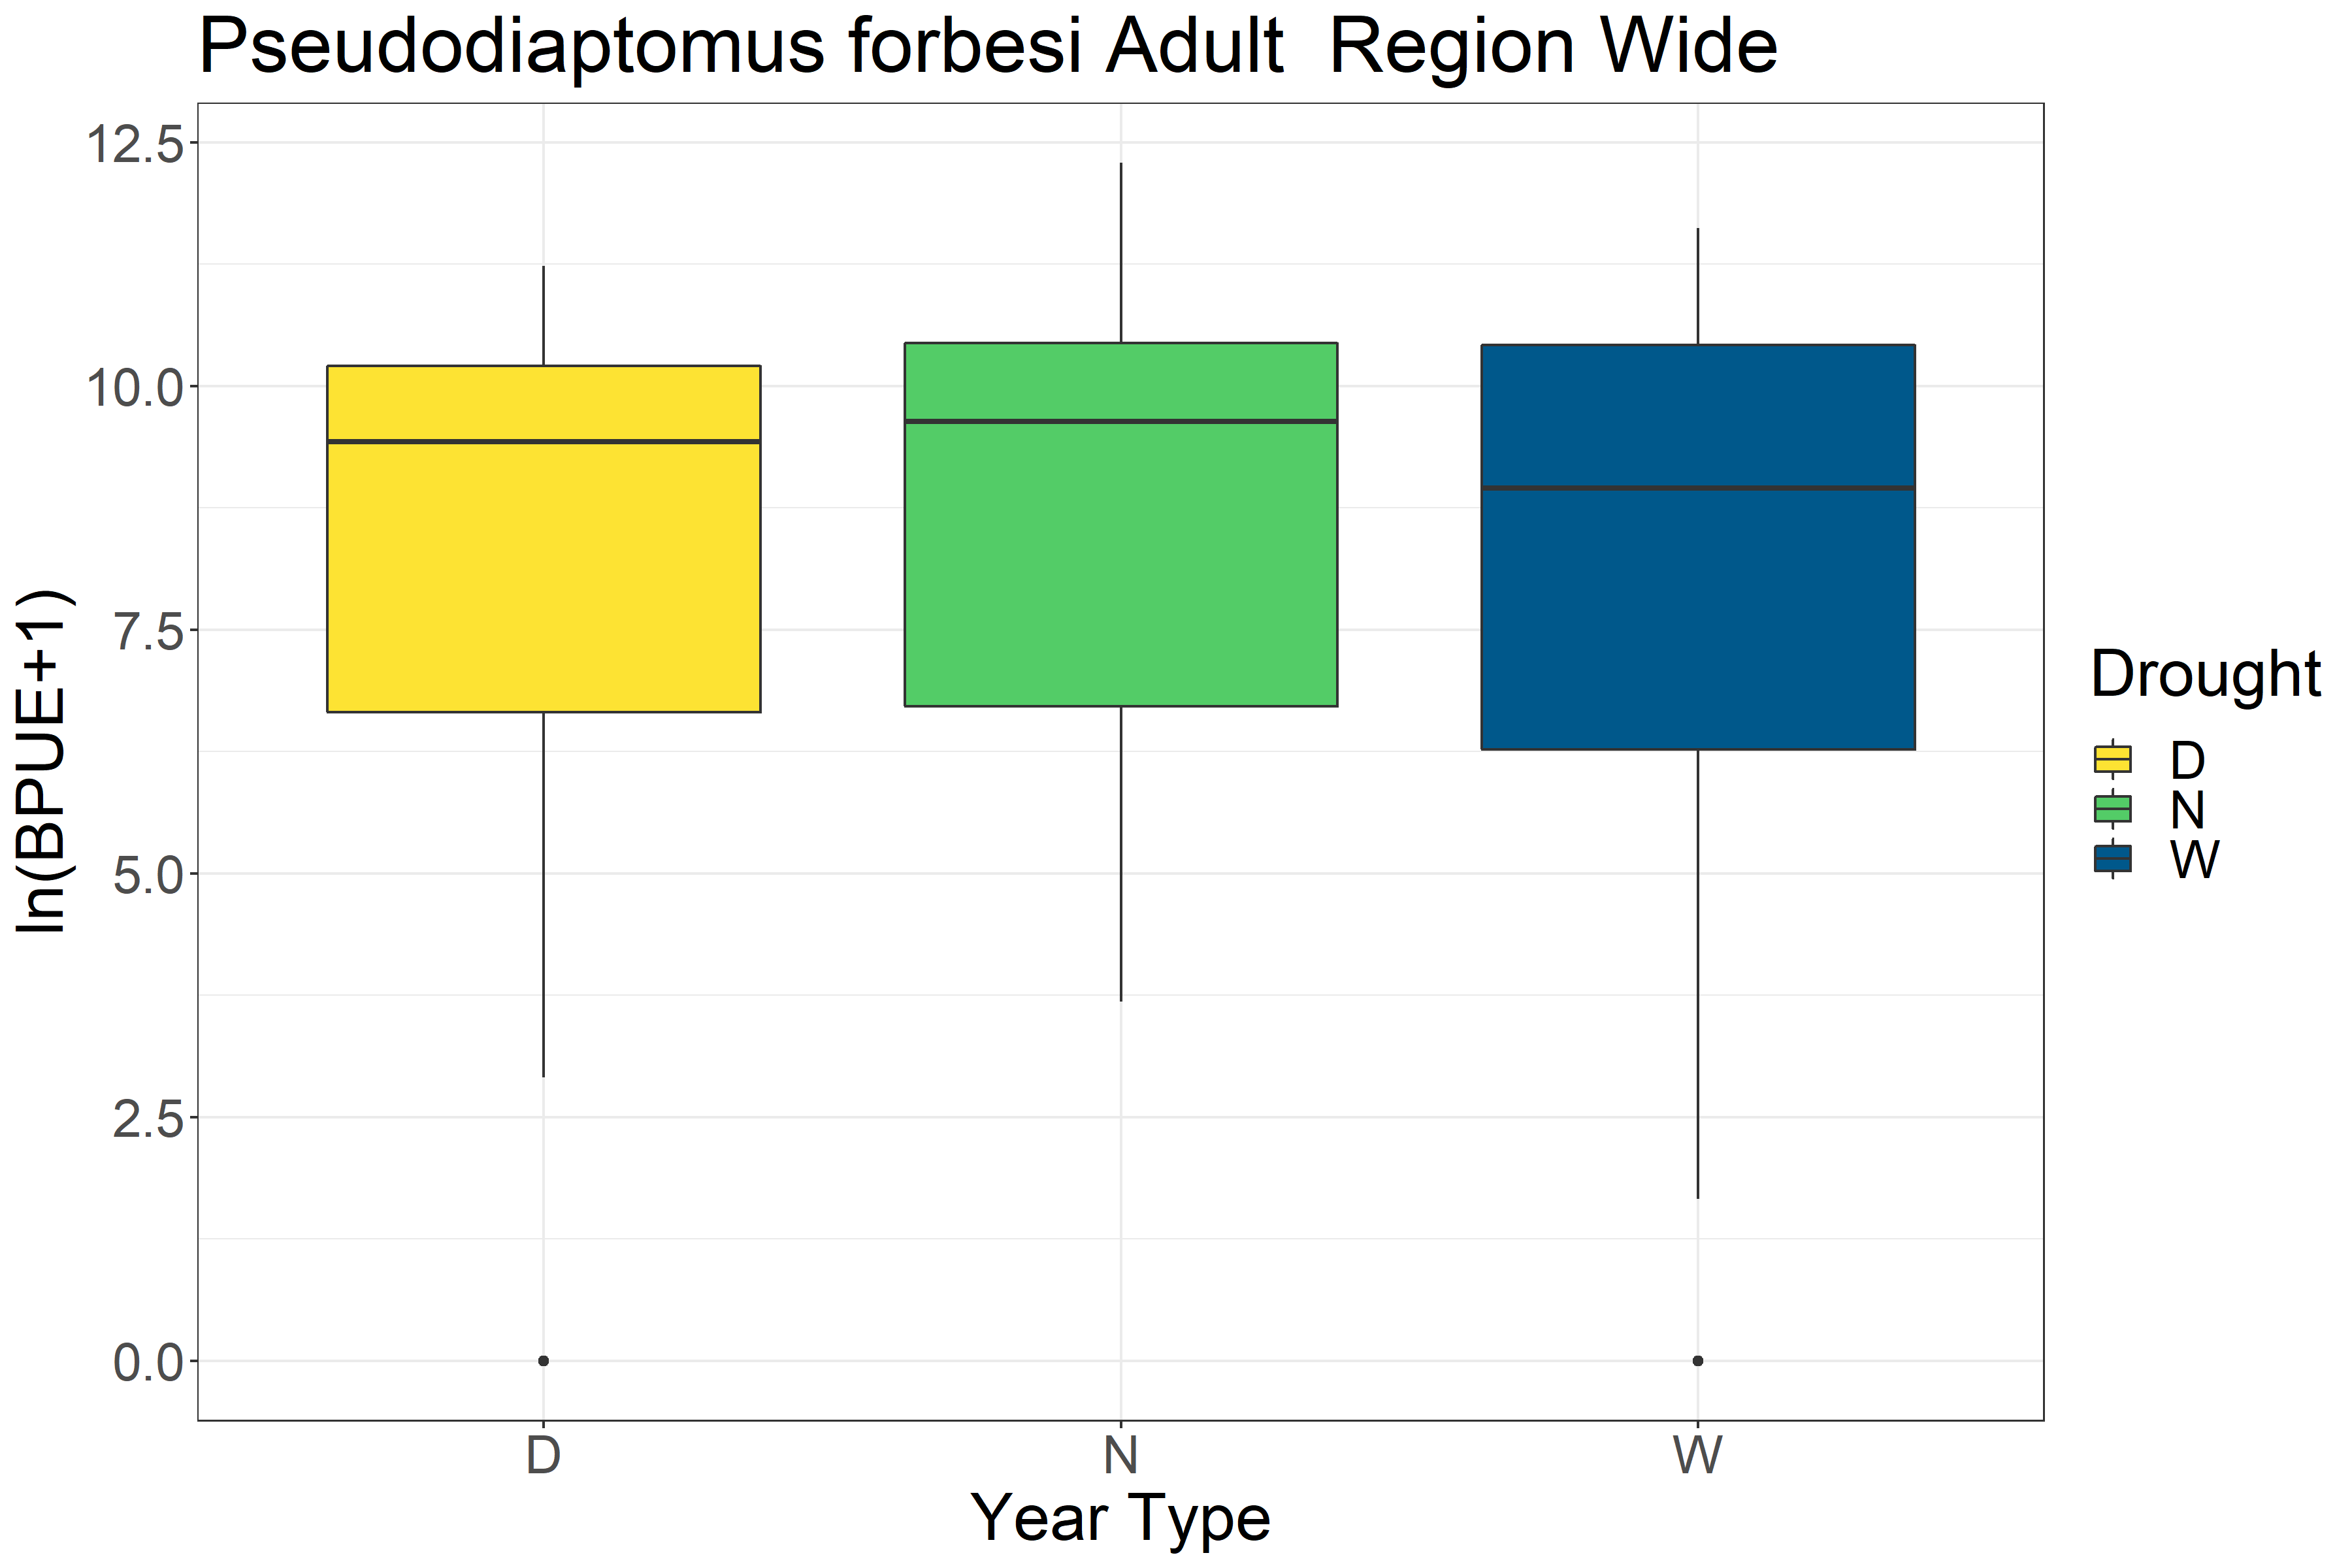 Pseudodiaptomus forbesi Adult  Region Wide
12.5
10.0
7.5
5.0
2.5
0.0
ln(BPUE+1)
D
N
W
Year Type
Drought
D
N
W